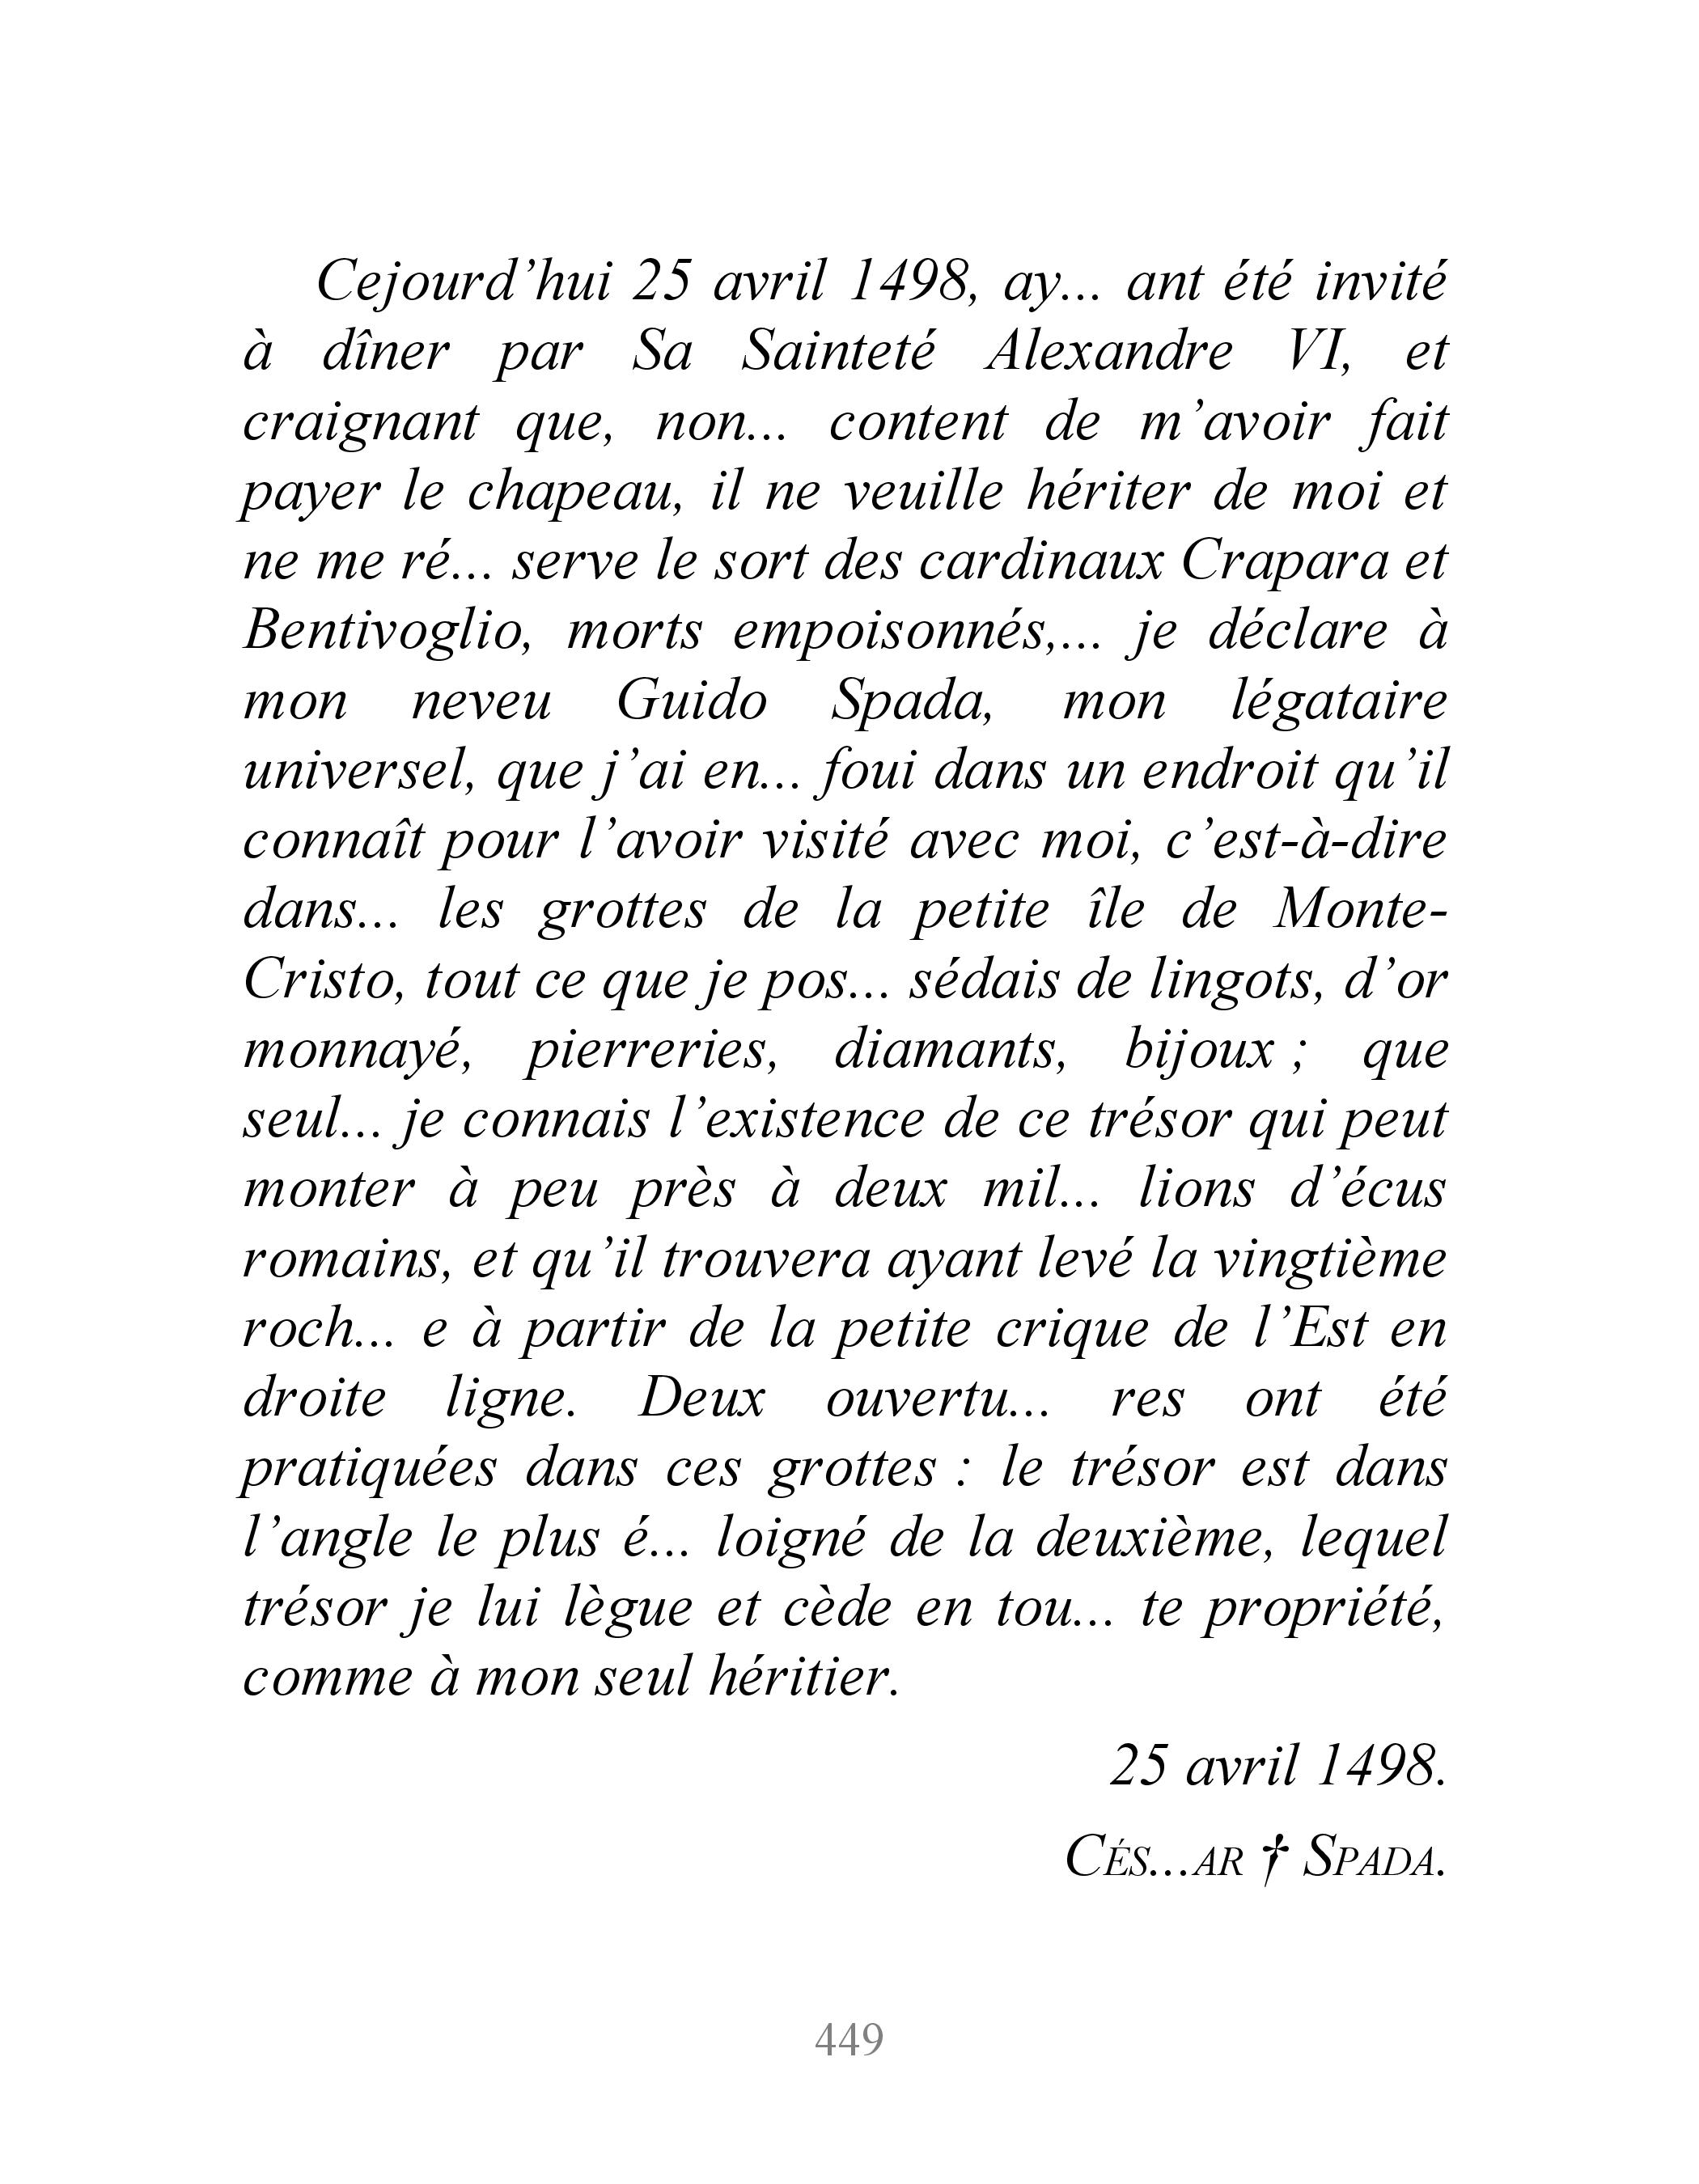 Cejourd’hui 25 avril 1498, ay... ant été invité
à dîner par Sa Sainteté Alexandre VI, et
craignant que, non... content de m’avoir fait
payer le chapeau, il ne veuille hériter de moi et
ne me ré... serve le sort des cardinaux Crapara et
Bentivoglio, morts empoisonnés,... je déclare à
mon neveu Guido Spada, mon légataire
universel, que j’ai en... foui dans un endroit qu’il
connaît pour l’avoir visité avec moi, c’est-à-dire
dans... les grottes de la petite île de Monte-
Cristo, tout ce que je pos... sédais de lingots, d’or
monnayé, pierreries, diamants, bijoux ; que
seul... je connais l’existence de ce trésor qui peut
monter à peu près à deux mil... lions d’écus
romains, et qu’il trouvera ayant levé la vingtième
roch... e à partir de la petite crique de l’Est en
droite ligne. Deux ouvertu... res ont été
pratiquées dans ces grottes : le trésor est dans
l’angle le plus é... loigné de la deuxième, lequel
trésor je lui lègue et cède en tou... te propriété,
comme à mon seul héritier.
25 avril 1498.
CÉS...AR † SPADA.
449